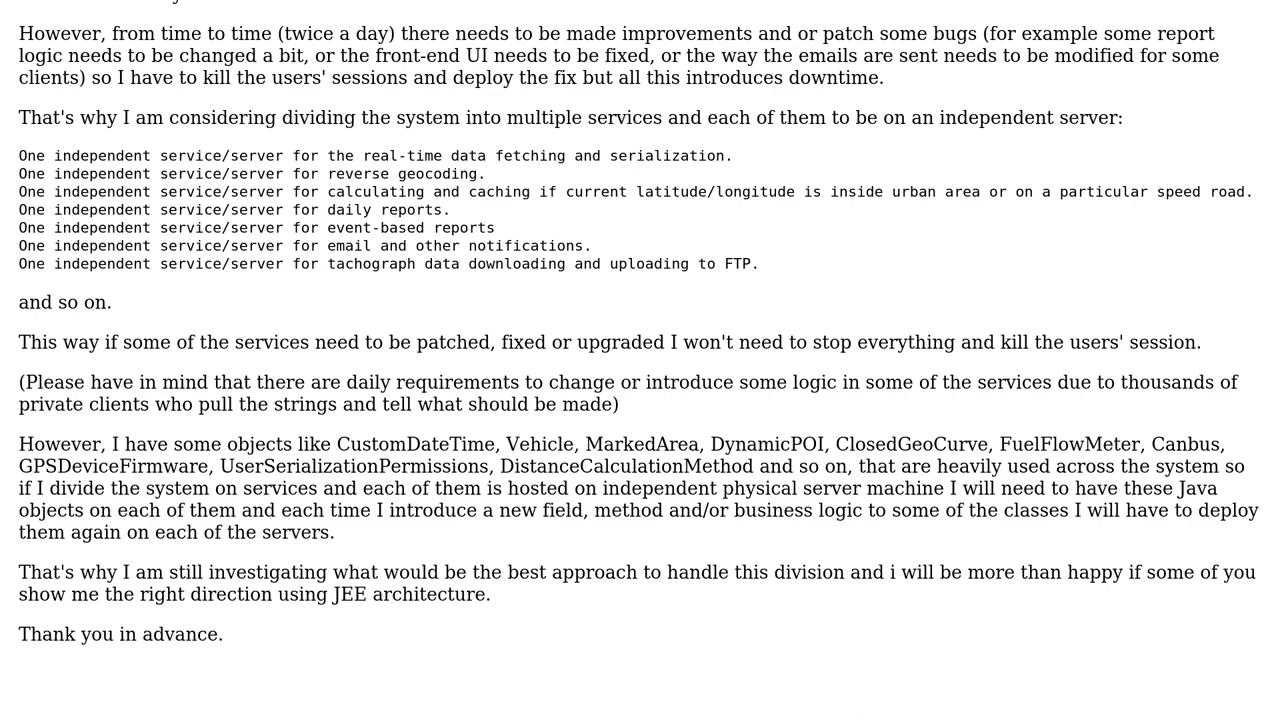 However, from time to time (twice a day) there needs to be made improvements and or patch some bugs (for example some report
logic needs to be changed a bit, or the front-end UI needs to be fixed, or the way the emails are sent needs to be modified for some
clients) so I have to kill the users' sessions and deploy the fix but all this introduces downtime.
That's why I am considering dividing the system into multiple services and each of them to be on an independent server:
One independent service/server for the real-time data fetching and serialization.
One independent service/server for reverse geocoding.
One independent service/server for calculating and caching if current latitude/longitude is inside urban area or on a particular speed road.
One independent service/server for daily reports.
One independent service/server for event-based reports
One independent service/server for email and other notifications.
One independent service/server for tachograph data downloading and uploading to FTP.
and so on.
This way if some of the services need to be patched, fixed or upgraded I won't need to stop everything and kill the users' session.
(Please have in mind that there are daily requirements to change or introduce some logic in some of the services due to thousands of
private clients who pull the strings and tell what should be made)
However, I have some objects like CustomDateTime, Vehicle, MarkedArea, DynamicPOI, ClosedGeoCurve, FuelFlowMeter, Canbus,
GPSDeviceFirmware, UserSerializationPermissions, DistanceCalculationMethod and so on, that are heavily used across the system so
if I divide the system on services and each of them is hosted on independent physical server machine I will need to have these Java
objects on each of them and each time I introduce a new field, method and/or business logic to some of the classes I will have to deploy
them again on each of the servers.
That's why I am still investigating what would be the best approach to handle this division and i will be more than happy if some of you
show me the right direction using JEE architecture.
Thank you in advance.